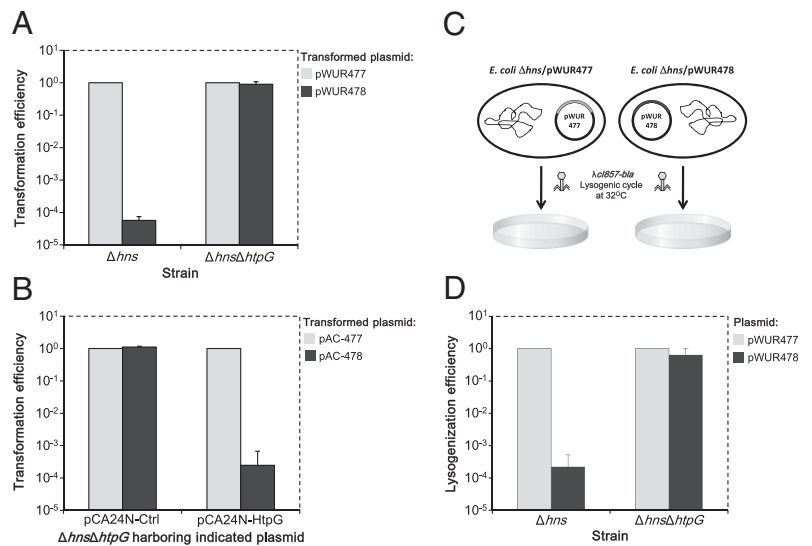 A
Transformation efficiency
10¹
10⁰
10⁻¹
10⁻²
10⁻³
10⁻⁴
10⁻⁵
Δhns
ΔhnsΔhtpG
Strain
Transformed plasmid:
pWUR477
pWUR478
B
Transformation efficiency
10¹
10⁰
10⁻¹
10⁻²
10⁻³
10⁻⁴
10⁻⁵
pCA24N-Ctrl
pCA24N-HtpG
ΔhnsΔhtpG harboring indicated plasmid
Transformed plasmid:
pAC-477
pAC-478
C
E. coli Δhns/pWUR477
E. coli Δhns/pWUR478
pWUR
477
pWUR
478
λcI857-bla
Lysogenic cycle
at 32⁰C
D
Lysogenization efficiency
10¹
10⁰
10⁻¹
10⁻²
10⁻³
10⁻⁴
10⁻⁵
Δhns
ΔhnsΔhtpG
Strain
Plasmid:
pWUR477
pWUR478